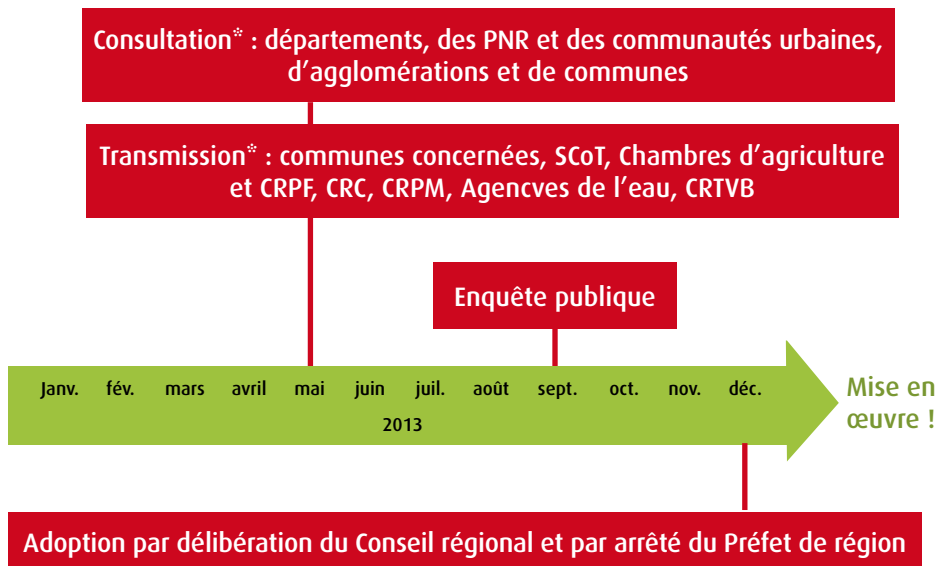 Consultation* : départements, des PNR et des communautés urbaines,
d'agglomérations et de communes
Transmission* : communes concernées, SCoT, Chambres d'agriculture
et CRPF, CRC, CRPM, Agencves de l'eau, CRTVB
Enquête publique
Janv. fév. mars avril mai juin juil. août sept. oct. nov. déc.
2013
Mise en
œuvre !
Adoption par délibération du Conseil régional et par arrêté du Préfet de région